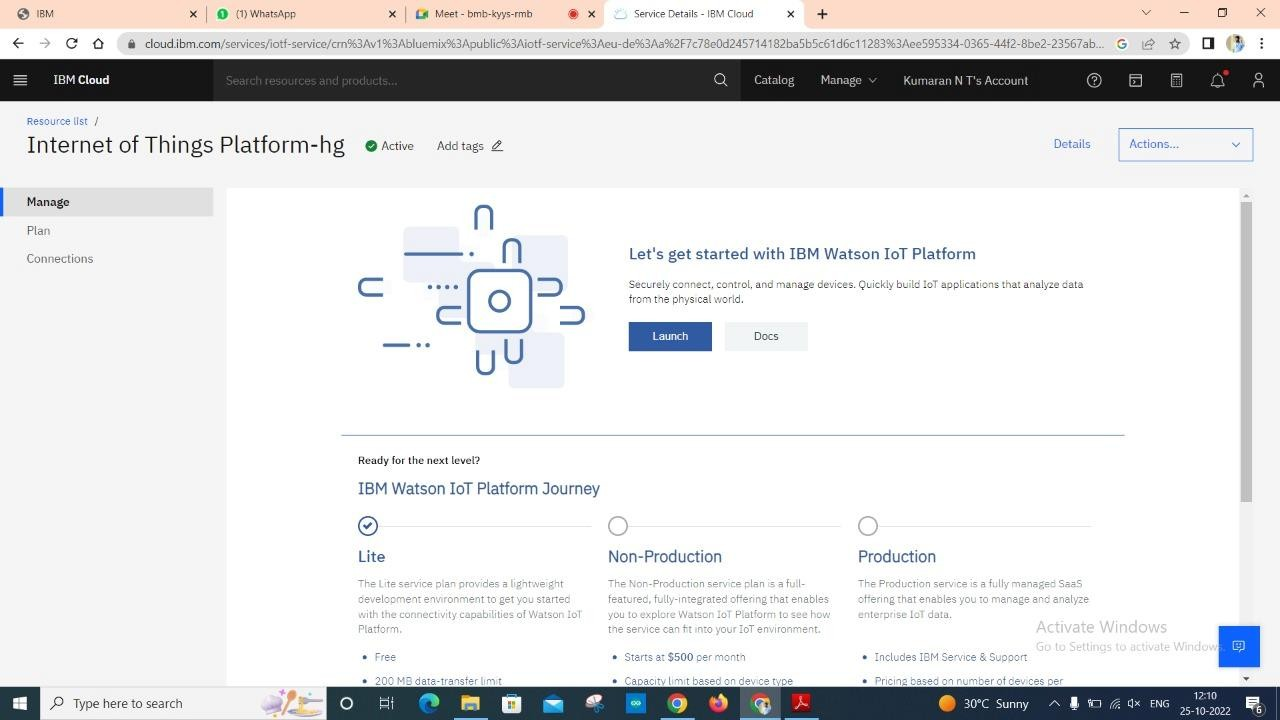 IBM
(1) WhatsApp
Meet - bmb-kyys-rmb
Service Details - IBM Cloud
cloud.ibm.com/services/iotf-service/crn%3Av1%3Abluemix%3Apublic%3Aiotf-service%3Aeu-de%3Aa%2F7c78e0d245714182ba5b5c61d6c11283%3Aee595334-0365-44f2-8be2-23567ab...
IBM Cloud
Search resources and products...
Catalog
Manage
Kumaran N T's Account
Resource list /
Internet of Things Platform-hg
Active
Add tags
Details
Actions...
Manage
Plan
Connections
Let's get started with IBM Watson IoT Platform
Securely connect, control, and manage devices. Quickly build IoT applications that analyze data
from the physical world.
Launch
Docs
Ready for the next level?
IBM Watson IoT Platform Journey
Lite
The Lite service plan provides a lightweight
development environment to get you started
with the connectivity capabilities of Watson IoT
Platform.
• Free
• 200 MB data-transfer limit
Non-Production
The Non-Production service plan is a full-
featured, fully-integrated offering that enables
you to explore Watson IoT Platform to see how
the service can fit into your IoT environment.
• Starts at $500 per month
• Capacity limit based on device type
Production
The Production service is a fully managed SaaS
offering that enables you to manage and analyze
enterprise IoT data.
• Includes IBM Service & Support
• Pricing based on number of devices per
Activate Windows
Go to Settings to activate Windows.
Type here to search
30°C Sunny
ENG
12:10
25-10-2022
6